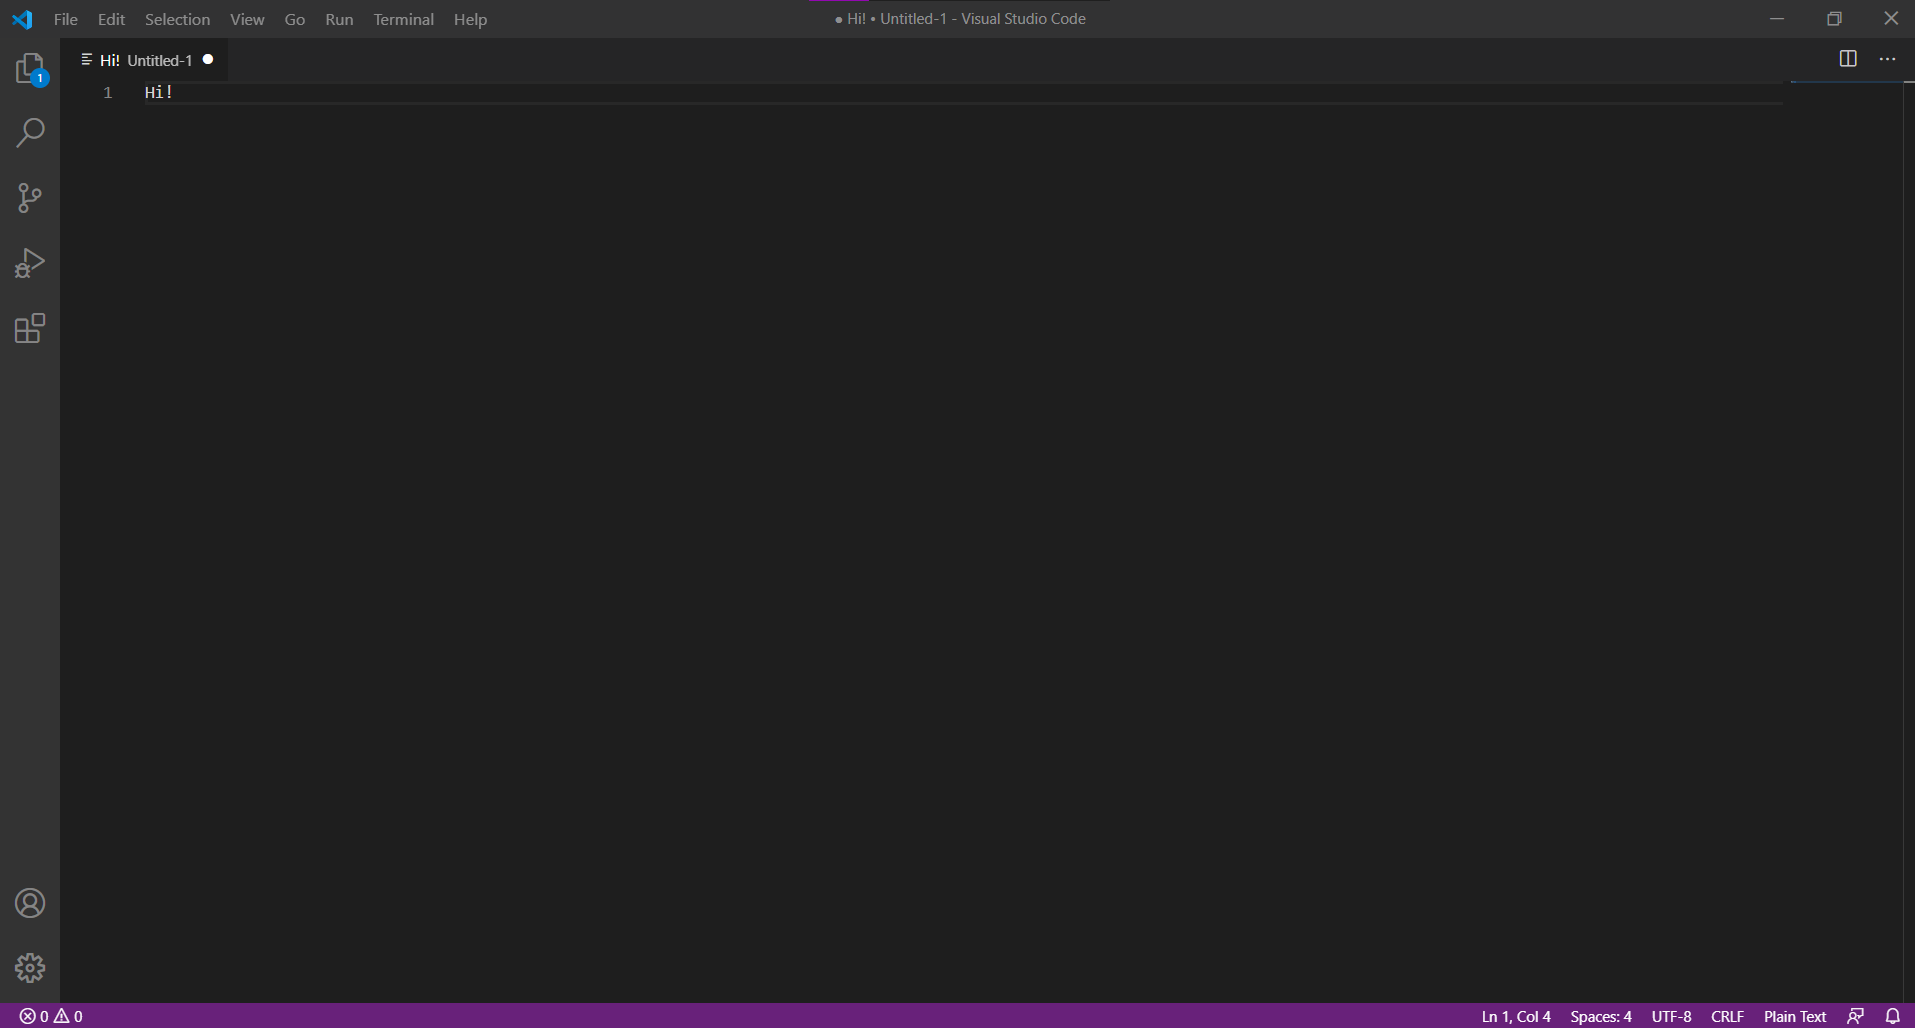 File Edit Selection View Go Run Terminal Help
● Hi! • Untitled-1 - Visual Studio Code
1
Hi! Untitled-1
1 Hi!
0 0
Ln 1, Col 4 Spaces: 4 UTF-8 CRLF Plain Text